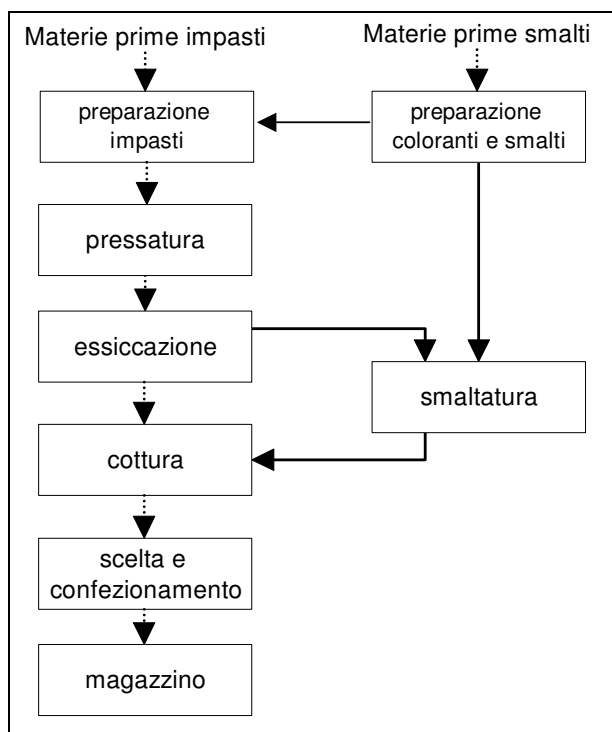 Materie prime impasti
Materie prime smalti
preparazione
impasti
preparazione
coloranti e smalti
pressatura
essiccazione
smaltatura
cottura
scelta e
confezionamento
magazzino